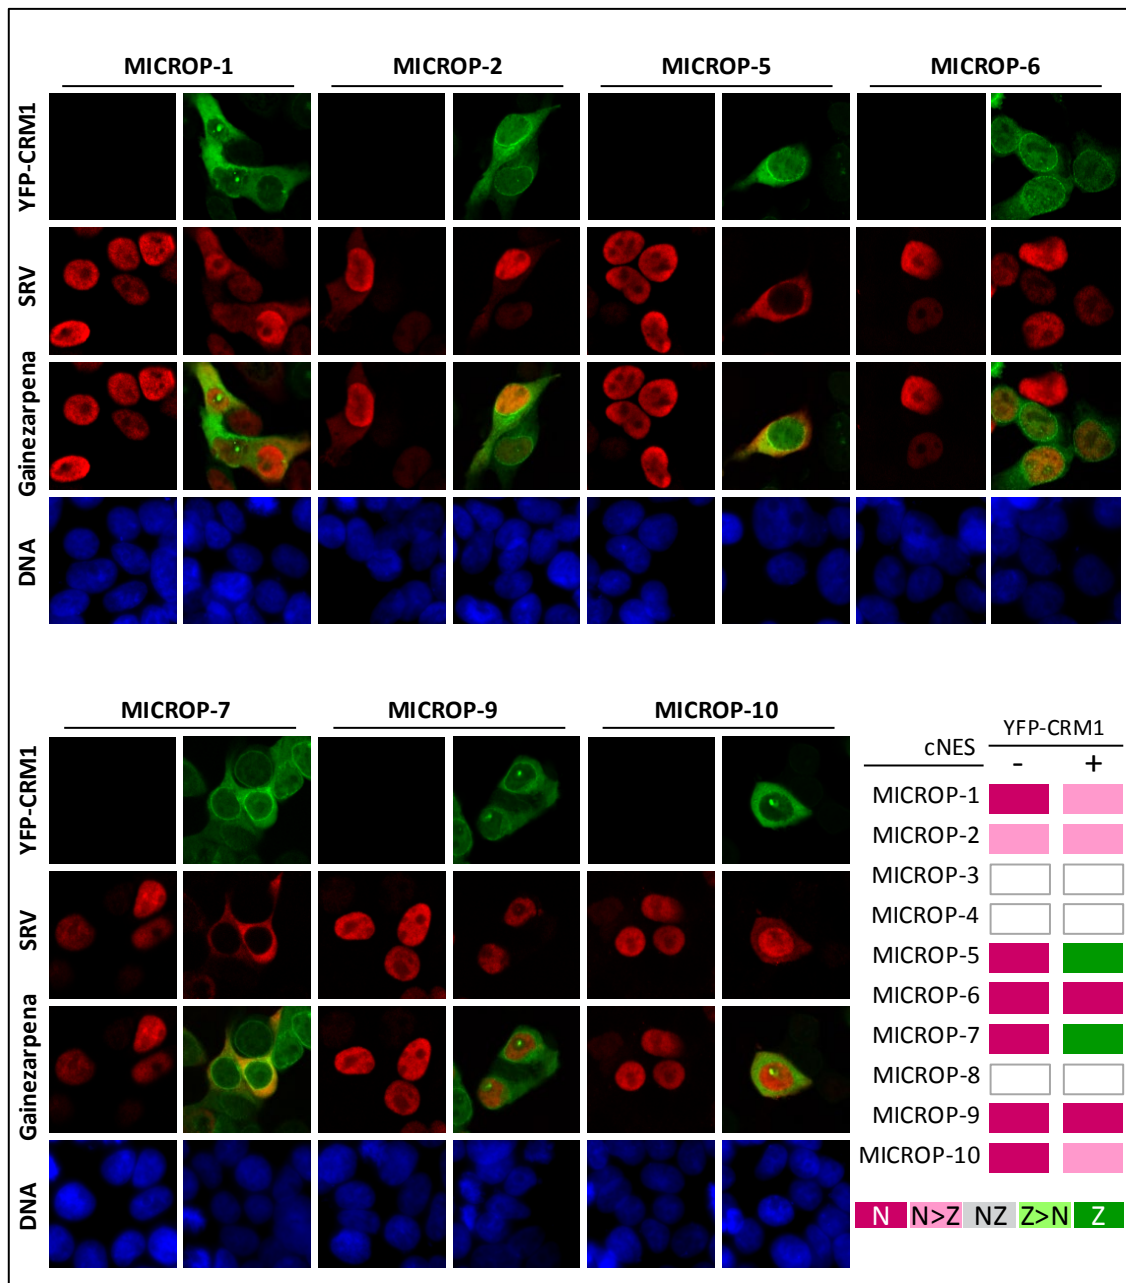 MICROP-1 MICROP-2 MICROP-5 MICROP-6
YFP-CRM1
SRV
Gainezarpena
DNA
MICROP-7 MICROP-9 MICROP-10
YFP-CRM1
SRV
Gainezarpena
DNA
YFP-CRM1
cNES - +
MICROP-1
MICROP-2
MICROP-3
MICROP-4
MICROP-5
MICROP-6
MICROP-7
MICROP-8
MICROP-9
MICROP-10
N N>Z NZ Z>N Z